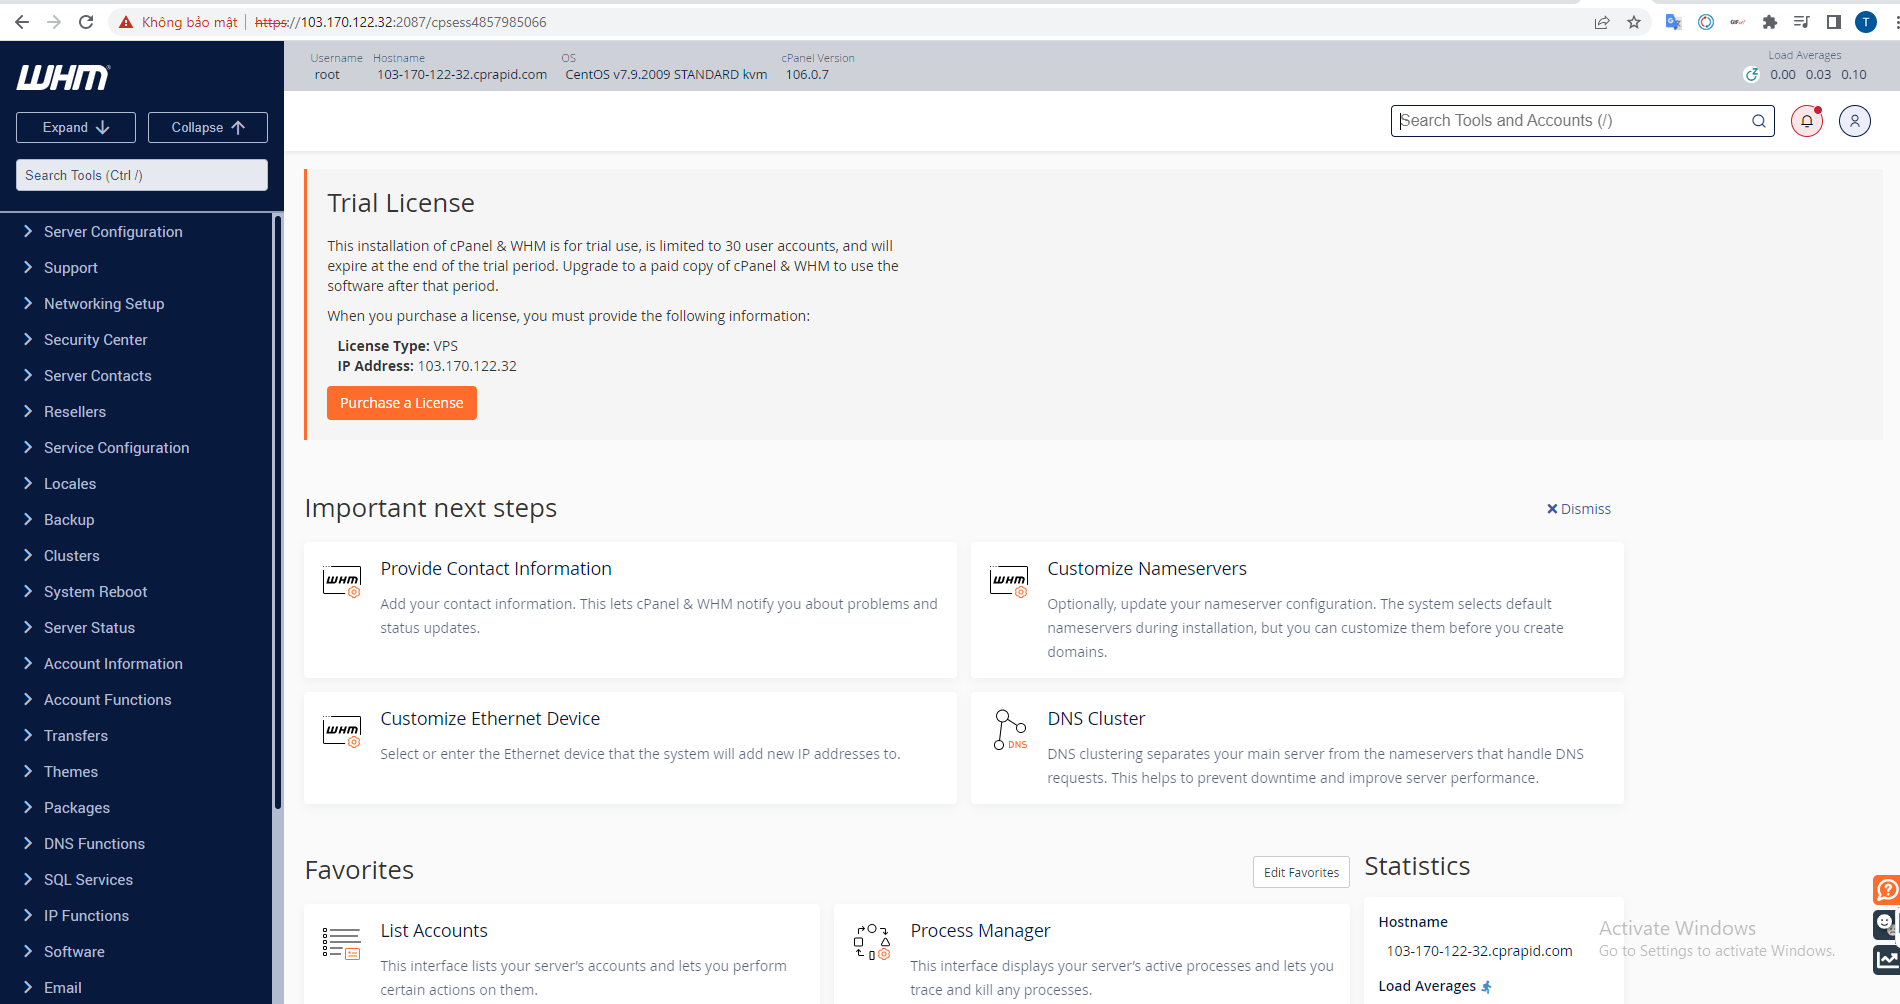 Không bảo mật
https://103.170.122.32:2087/cpsess4857985066
T
WHM
Expand
Collapse
Search Tools (Ctrl /)
Server Configuration
Support
Networking Setup
Security Center
Server Contacts
Resellers
Service Configuration
Locales
Backup
Clusters
System Reboot
Server Status
Account Information
Account Functions
Transfers
Themes
Packages
DNS Functions
SQL Services
IP Functions
Software
Email
Username Hostname OS cPanel Version
root 103-170-122-32.cprapid.com CentOS v7.9.2009 STANDARD kvm 106.0.7
Load Averages
0.00 0.03 0.10
Search Tools and Accounts (/)
Trial License
This installation of cPanel & WHM is for trial use, is limited to 30 user accounts, and will
expire at the end of the trial period. Upgrade to a paid copy of cPanel & WHM to use the
software after that period.
When you purchase a license, you must provide the following information:
License Type: VPS
IP Address: 103.170.122.32
Purchase a License
Important next steps
Dismiss
WHM
Provide Contact Information
Add your contact information. This lets cPanel & WHM notify you about problems and
status updates.
WHM
Customize Nameservers
Optionally, update your nameserver configuration. The system selects default
nameservers during installation, but you can customize them before you create
domains.
WHM
Customize Ethernet Device
Select or enter the Ethernet device that the system will add new IP addresses to.
DNS
DNS Cluster
DNS clustering separates your main server from the nameservers that handle DNS
requests. This helps to prevent downtime and improve server performance.
Favorites
Edit Favorites
List Accounts
This interface lists your server’s accounts and lets you perform
certain actions on them.
Process Manager
This interface displays your server’s active processes and lets you
trace and kill any processes.
Statistics
Hostname
103-170-122-32.cprapid.com
Load Averages
Activate Windows
Go to Settings to activate Windows.